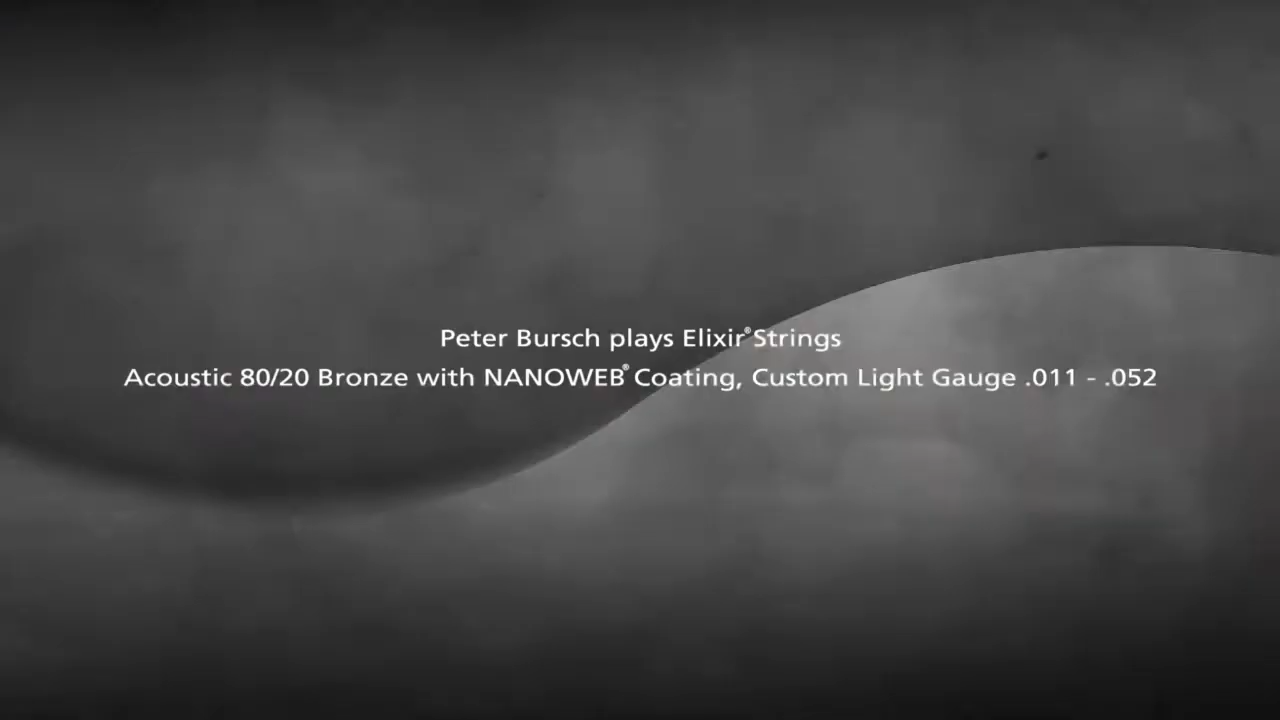 Peter Bursch plays Elixir® Strings
Acoustic 80/20 Bronze with NANOWEB® Coating, Custom Light Gauge .011 - .052